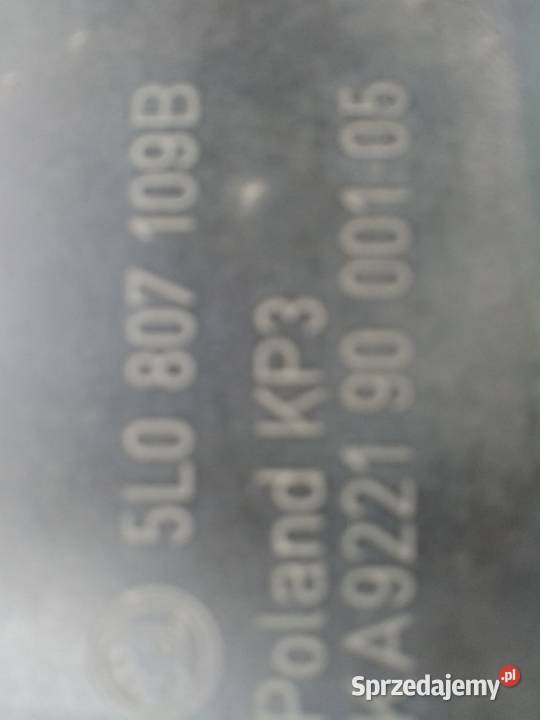 5L0 807 109B
Poland KP3
A9221 90 001 05
Sprzedajemy.pl